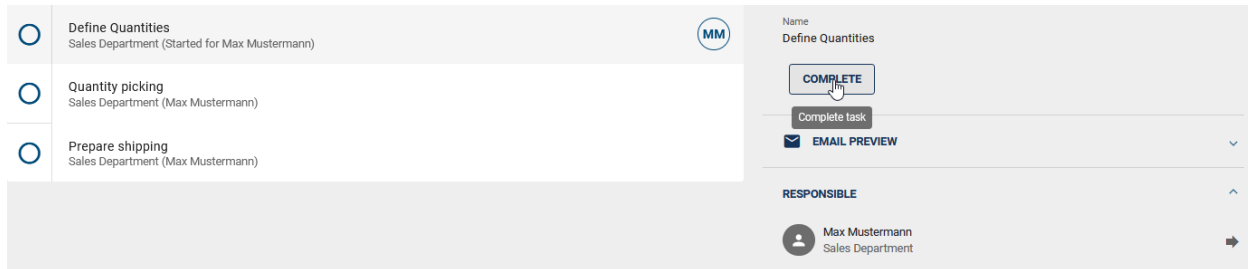 Define Quantities
Sales Department (Started for Max Mustermann)
MM
Quantity picking
Sales Department (Max Mustermann)
Prepare shipping
Sales Department (Max Mustermann)
Name
Define Quantities
COMPLETE
Complete task
EMAIL PREVIEW
RESPONSIBLE
Max Mustermann
Sales Department